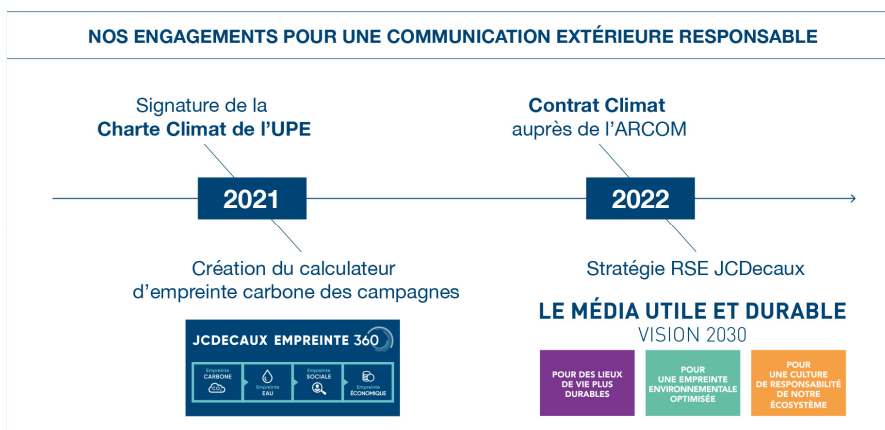 NOS ENGAGEMENTS POUR UNE COMMUNICATION EXTÉRIEURE RESPONSABLE
Signature de la
Charte Climat de l'UPE
Contrat Climat
auprès de l'ARCOM
2021
2022
Création du calculateur
d'empreinte carbone des campagnes
Stratégie RSE JCDecaux
JCDECAUX EMPREINTE 360
Empreinte
CARBONE
CO2
Empreinte
EAU
Empreinte
SOCIALE
Empreinte
ÉCONOMIQUE
LE MÉDIA UTILE ET DURABLE
VISION 2030
POUR DES LIEUX
DE VIE PLUS
DURABLES
POUR
UNE EMPREINTE
ENVIRONNEMENTALE
OPTIMISÉE
POUR
UNE CULTURE
DE RESPONSABILITÉ
DE NOTRE
ÉCOSYSTÈME